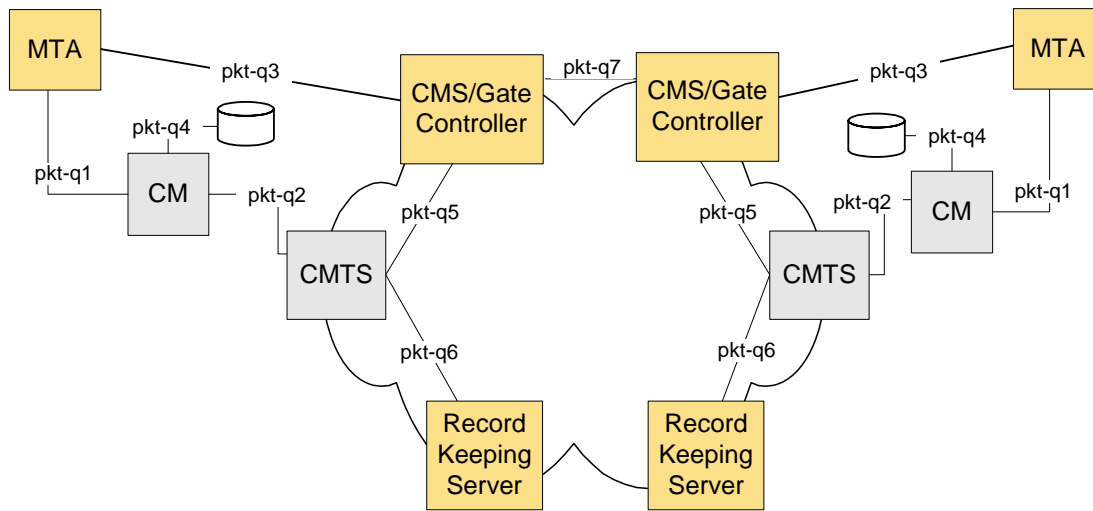 MTA
MTA
pkt-q3
pkt-q7
pkt-q3
CMS/Gate
Controller
CMS/Gate
Controller
pkt-q4
pkt-q4
pkt-q1
CM
pkt-q2
pkt-q5
pkt-q5
pkt-q2
CM
pkt-q1
CMTS
CMTS
pkt-q6
pkt-q6
Record
Keeping
Server
Record
Keeping
Server